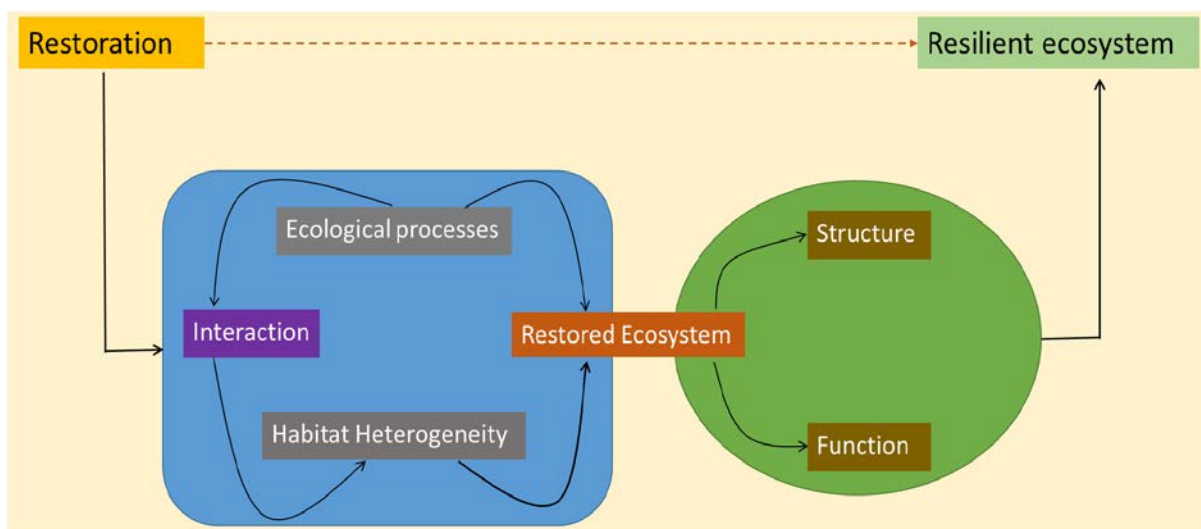 Restoration
Resilient ecosystem
Ecological processes
Structure
Interaction
Restored Ecosystem
Habitat Heterogeneity
Function